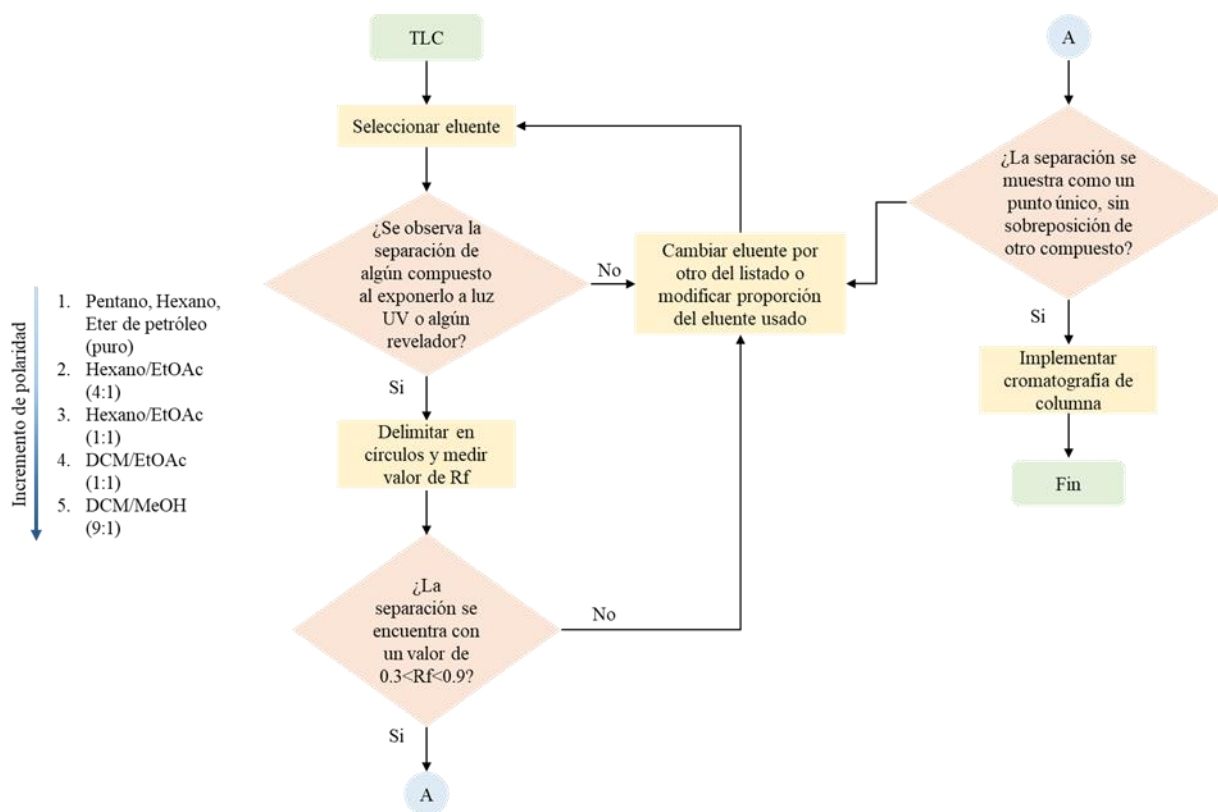 TLC
Seleccionar eluente
¿Se observa la
separación de
algún compuesto
al exponerlo a luz
UV o algún
revelador?
No
Cambiar eluente por
otro del listado o
modificar proporción
del eluente usado
Si
Delimitar en
círculos y medir
valor de Rf
¿La
separación se
encuentra con
un valor de
0.3<Rf<0.9?
No
Si
A
Incremento de polaridad
1. Pentano, Hexano,
Eter de petróleo
(puro)
2. Hexano/EtOAc
(4:1)
3. Hexano/EtOAc
(1:1)
4. DCM/EtOAc
(1:1)
5. DCM/MeOH
(9:1)
A
¿La separación se
muestra como un
punto único, sin
sobreposición de
otro compuesto?
Si
Implementar
cromatografía de
columna
Fin